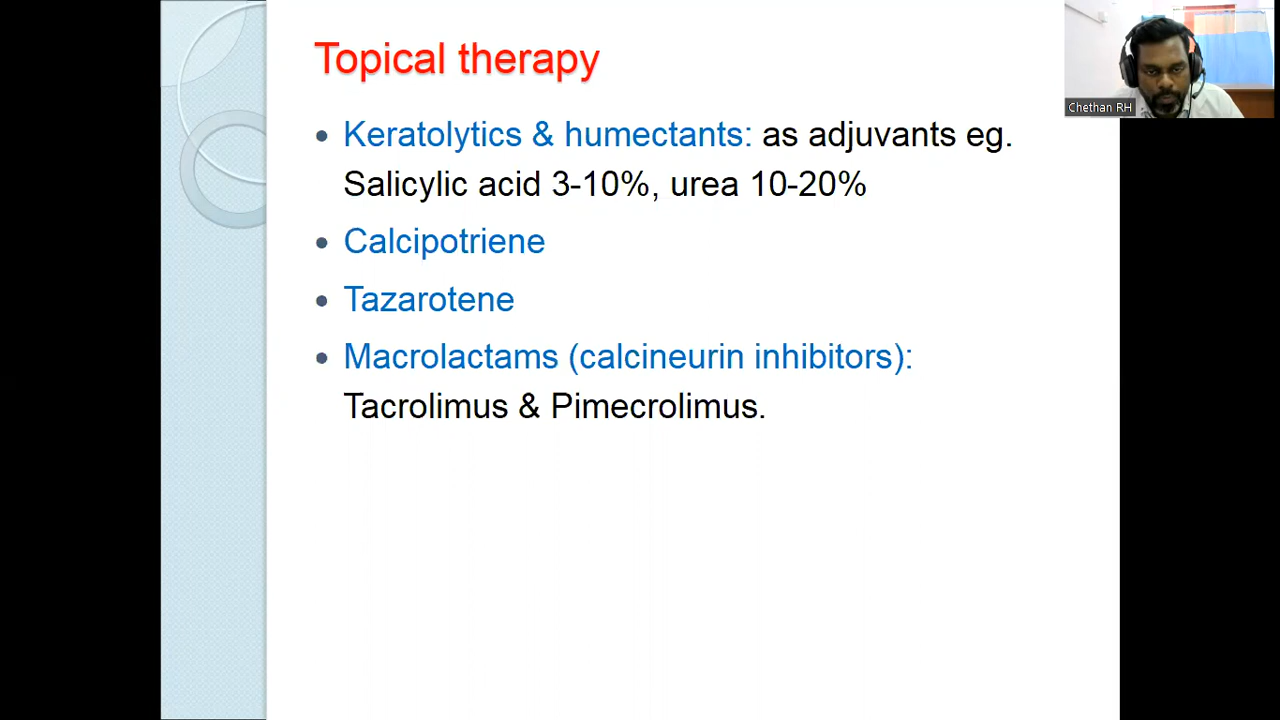 Topical therapy
• Keratolytics & humectants: as adjuvants eg.
Salicylic acid 3-10%, urea 10-20%
• Calcipotriene
• Tazarotene
• Macrolactams (calcineurin inhibitors):
Tacrolimus & Pimecrolimus.
Chethan RH